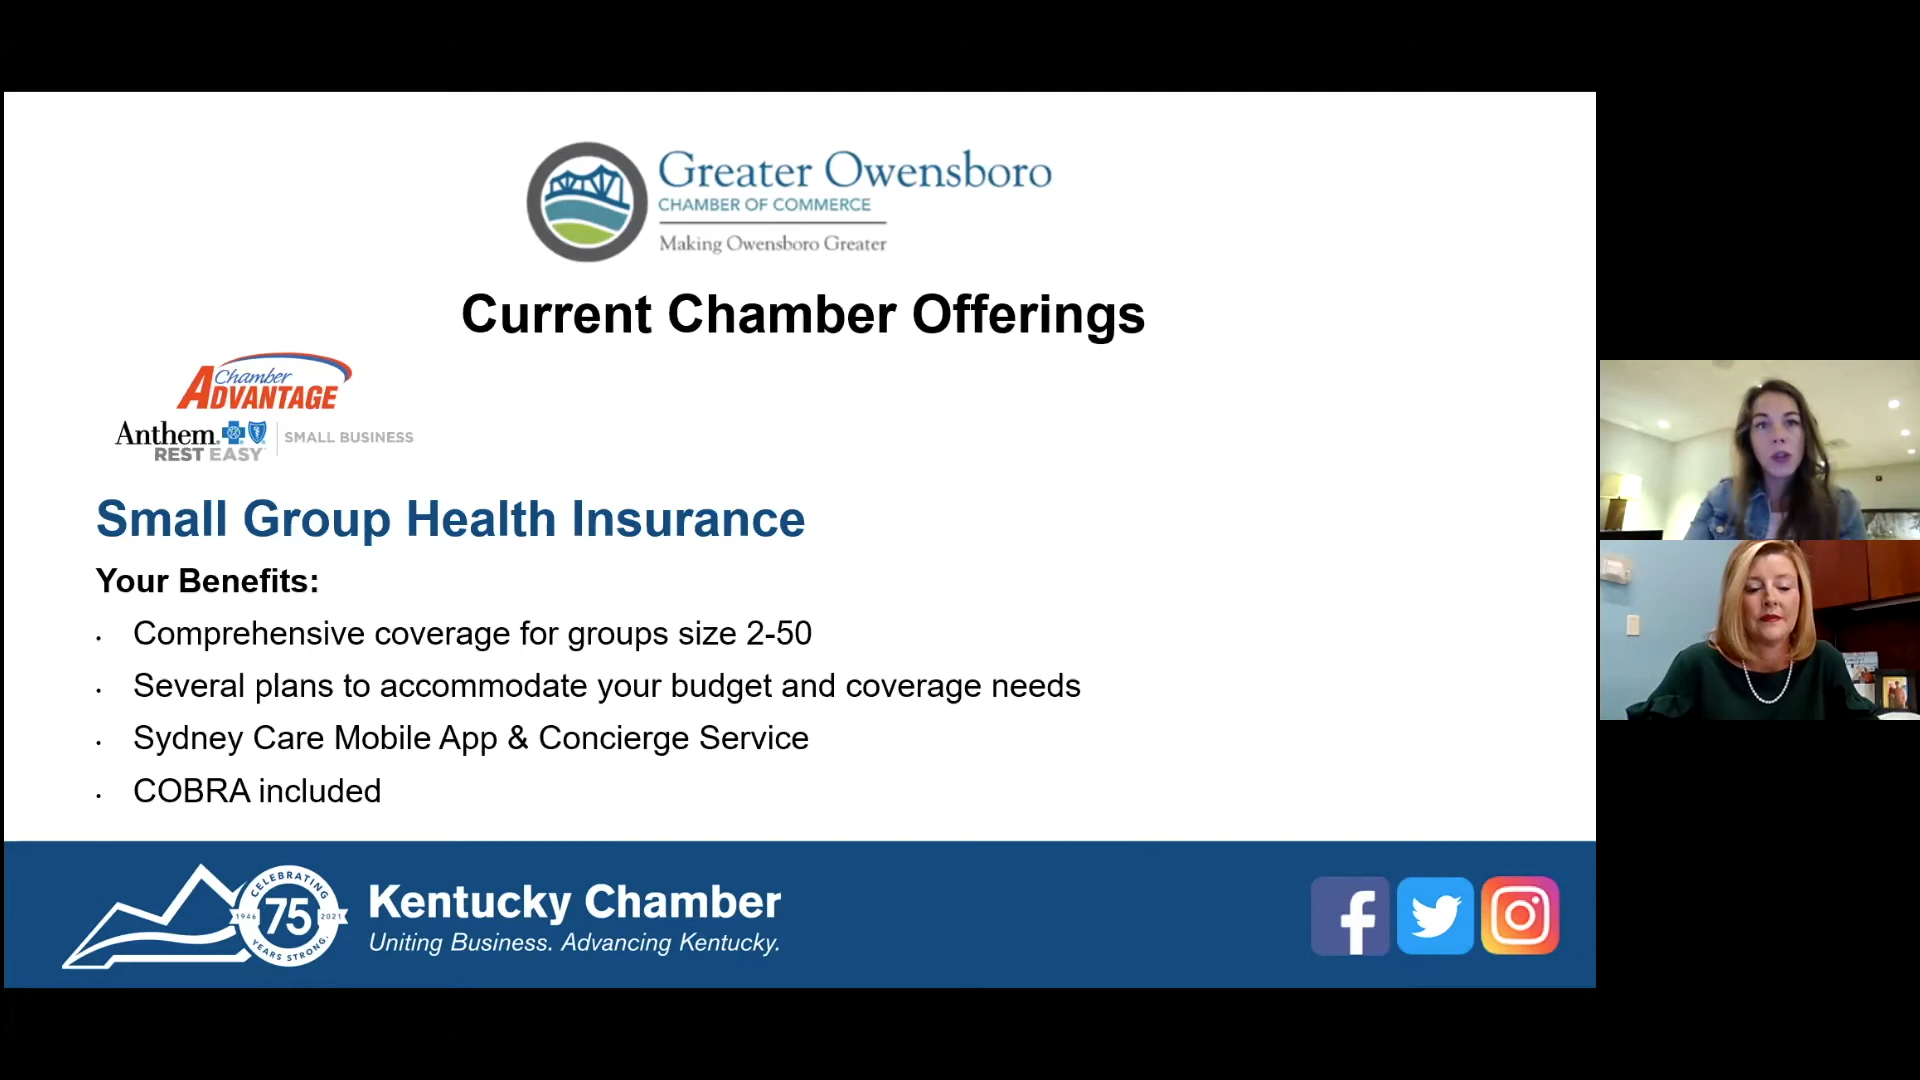 Greater Owensboro
CHAMBER OF COMMERCE
Making Owensboro Greater
Current Chamber Offerings
Chamber
ADVANTAGE
Anthem
REST EASY
SMALL BUSINESS
Small Group Health Insurance
Your Benefits:
• Comprehensive coverage for groups size 2-50
• Several plans to accommodate your budget and coverage needs
• Sydney Care Mobile App & Concierge Service
• COBRA included
CELEBRATING
1946 75 2021
YEARS STRONG.
Kentucky Chamber
Uniting Business. Advancing Kentucky.